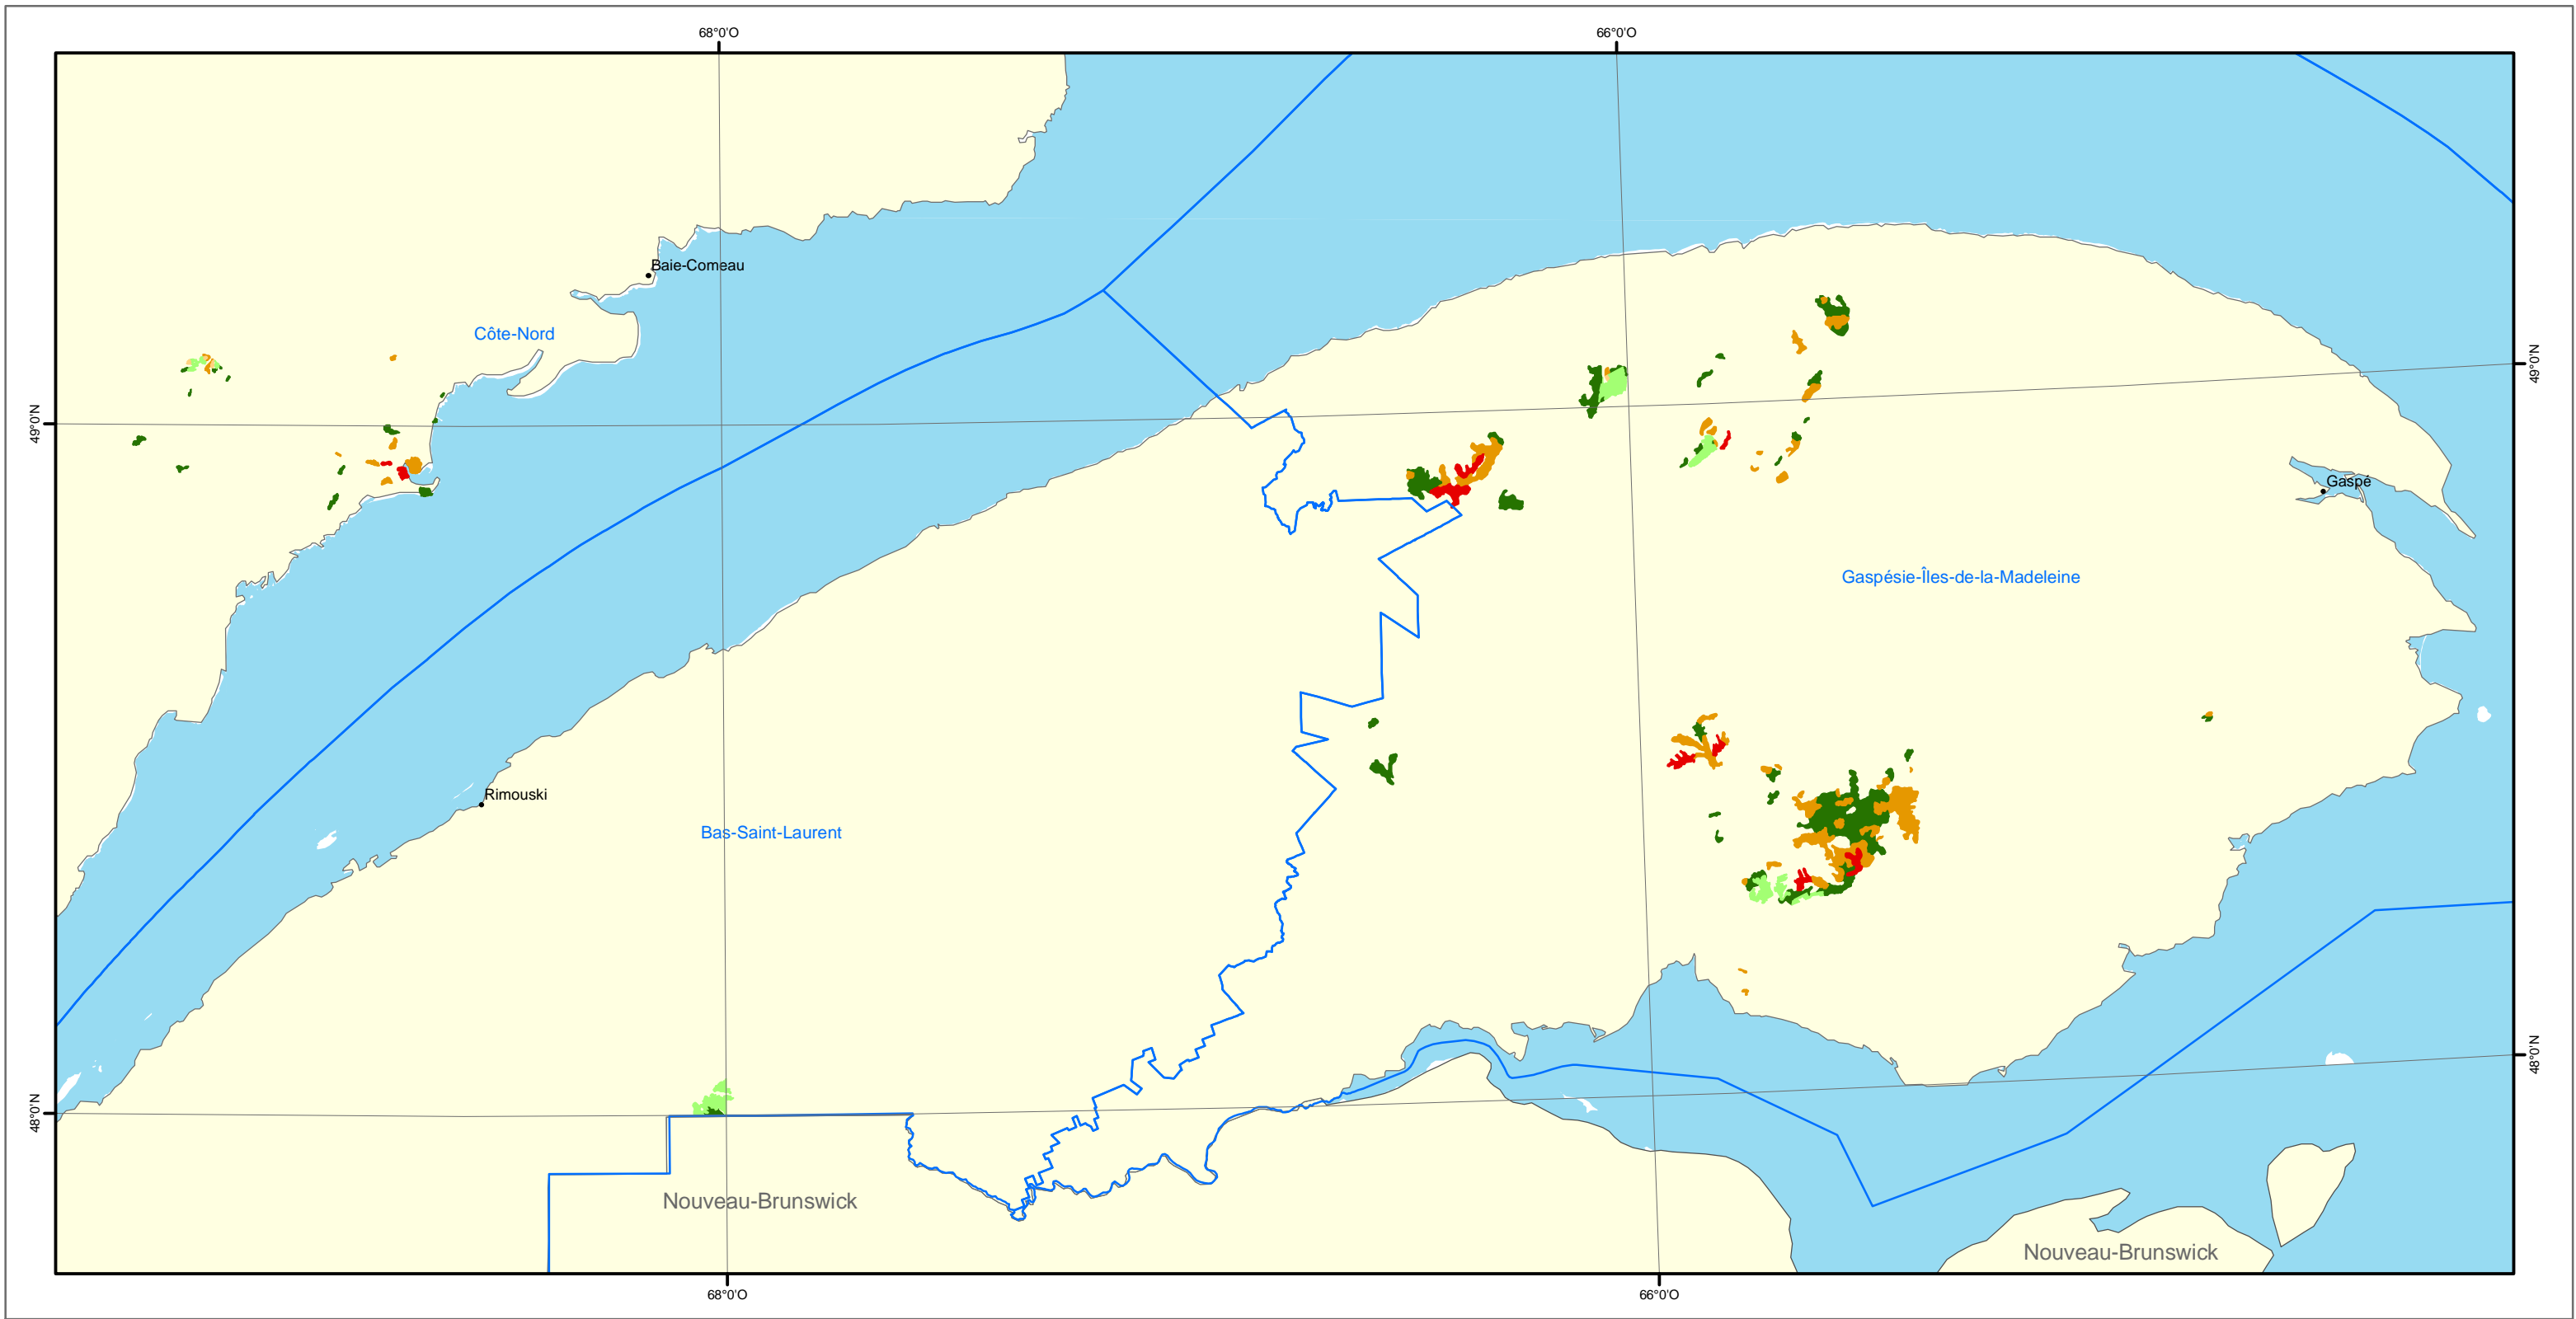 68°0'O
66°0'O
Baie-Comeau
Côte-Nord
49°0'N
49°0'N
Gaspé
Gaspésie-Îles-de-la-Madeleine
Rimouski
Bas-Saint-Laurent
48°0'N
48°0'N
Nouveau-Brunswick
Nouveau-Brunswick
68°0'O
66°0'O